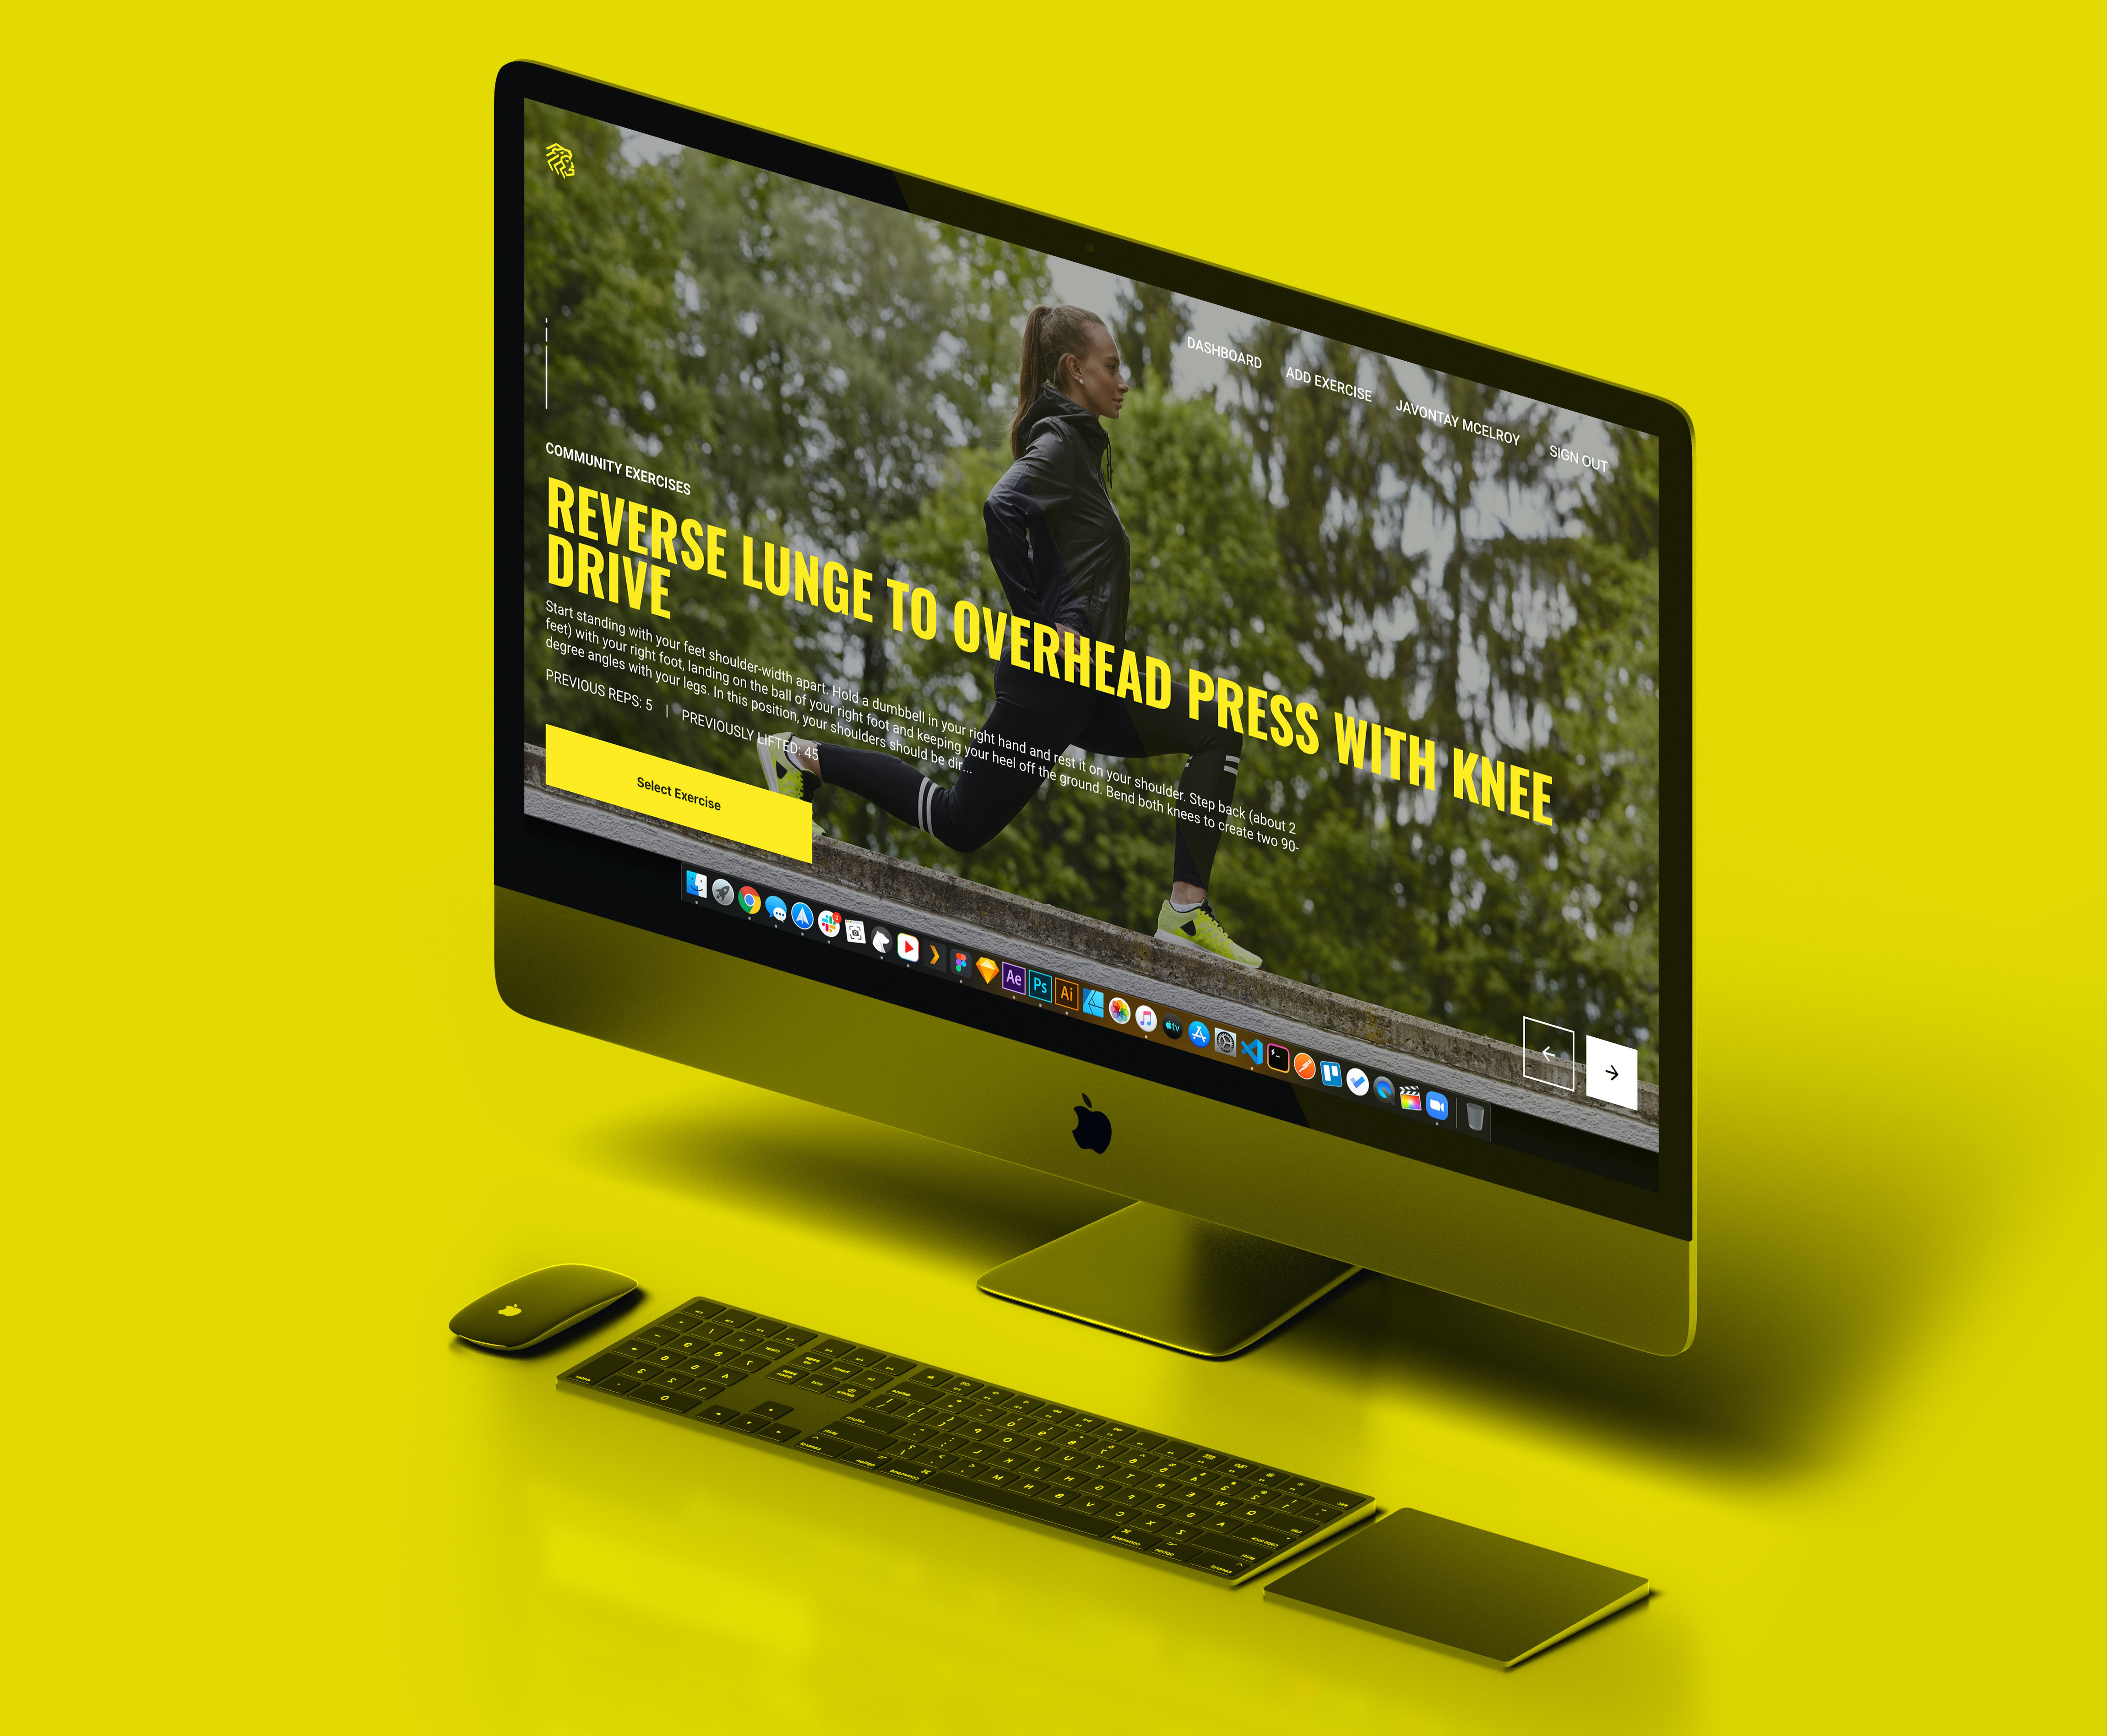 DASHBOARD
ADD EXERCISE
JAVONTAY MCELROY
SIGN OUT
COMMUNITY EXERCISES
REVERSE LUNGE TO OVERHEAD PRESS WITH KNEE
DRIVE
Start standing with your feet shoulder-width apart. Hold a dumbbell in your right hand and rest it on your shoulder. Step back (about 2
feet) with your right foot, landing on the ball of your right foot and keeping your heel off the ground. Bend both knees to create two 90-
degree angles with your legs. In this position, your shoulders should be dir...
PREVIOUS REPS: 5 | PREVIOUSLY LIFTED: 45
Select Exercise
2
Ae
Ps
Ai
tv